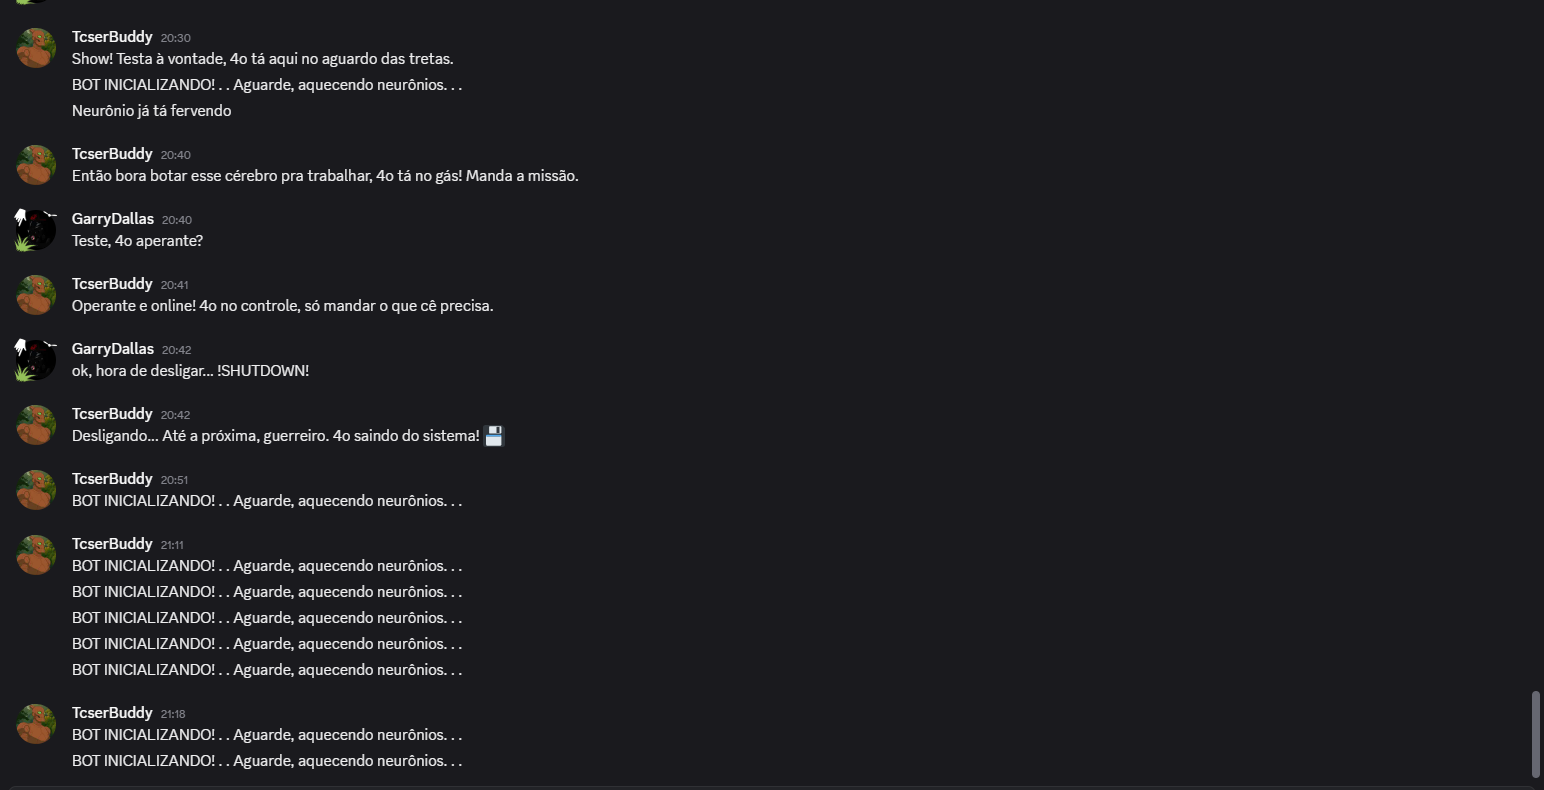 TcserBuddy 20:30
Show! Testa à vontade, 4o tá aqui no aguardo das tretas.
BOT INICIALIZANDO! . . Aguarde, aquecendo neurônios. . .
Neurônio já tá fervendo
TcserBuddy 20:40
Então bora botar esse cérebro pra trabalhar, 4o tá no gás! Manda a missão.
GarryDallas 20:40
Teste, 4o aperante?
TcserBuddy 20:41
Operante e online! 4o no controle, só mandar o que cê precisa.
GarryDallas 20:42
ok, hora de desligar... !SHUTDOWN!
TcserBuddy 20:42
Desligando... Até a próxima, guerreiro. 4o saindo do sistema! 💾
TcserBuddy 20:51
BOT INICIALIZANDO! . . Aguarde, aquecendo neurônios. . .
TcserBuddy 21:11
BOT INICIALIZANDO! . . Aguarde, aquecendo neurônios. . .
BOT INICIALIZANDO! . . Aguarde, aquecendo neurônios. . .
BOT INICIALIZANDO! . . Aguarde, aquecendo neurônios. . .
BOT INICIALIZANDO! . . Aguarde, aquecendo neurônios. . .
BOT INICIALIZANDO! . . Aguarde, aquecendo neurônios. . .
TcserBuddy 21:18
BOT INICIALIZANDO! . . Aguarde, aquecendo neurônios. . .
BOT INICIALIZANDO! . . Aguarde, aquecendo neurônios. . .